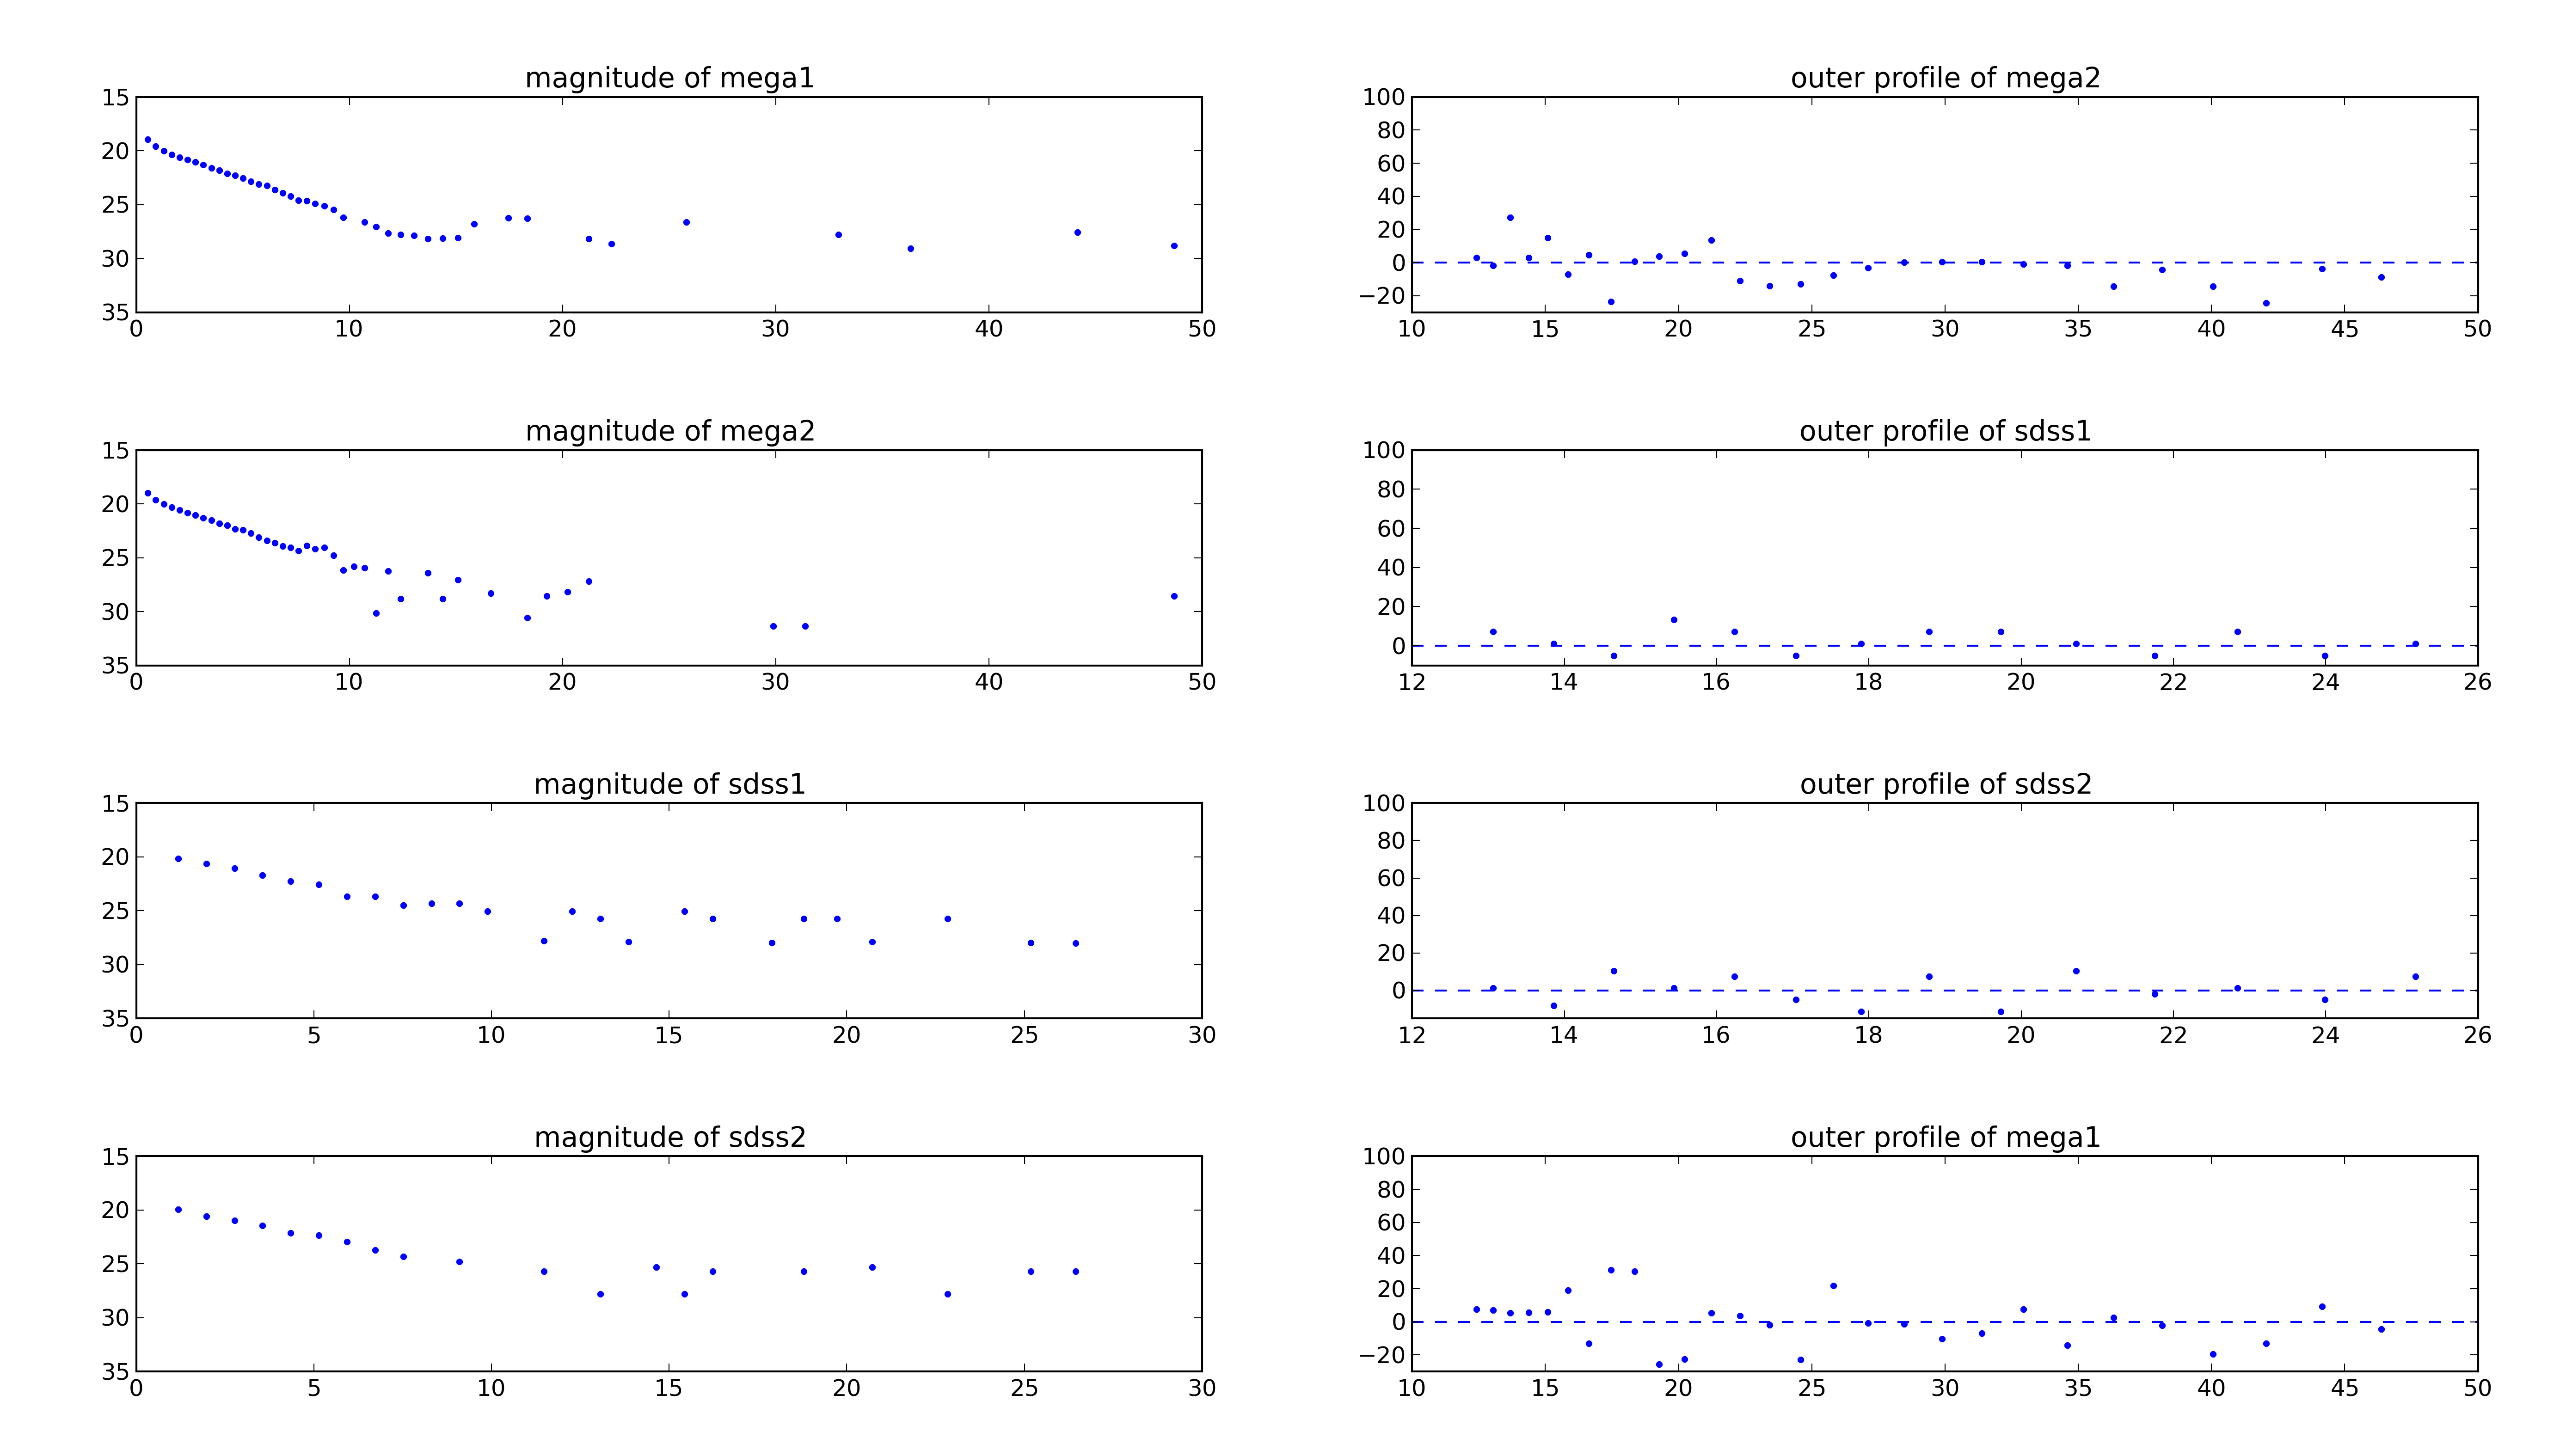 magnitude of mega1
15
20
25
30
35
0 10 20 30 40 50
outer profile of mega2
100
80
60
40
20
0
−20
10 15 20 25 30 35 40 45 50
magnitude of mega2
15
20
25
30
35
0 10 20 30 40 50
outer profile of sdss1
100
80
60
40
20
0
12 14 16 18 20 22 24 26
magnitude of sdss1
15
20
25
30
35
0 5 10 15 20 25 30
outer profile of sdss2
100
80
60
40
20
0
12 14 16 18 20 22 24 26
magnitude of sdss2
15
20
25
30
35
0 5 10 15 20 25 30
outer profile of mega1
100
80
60
40
20
0
−20
10 15 20 25 30 35 40 45 50